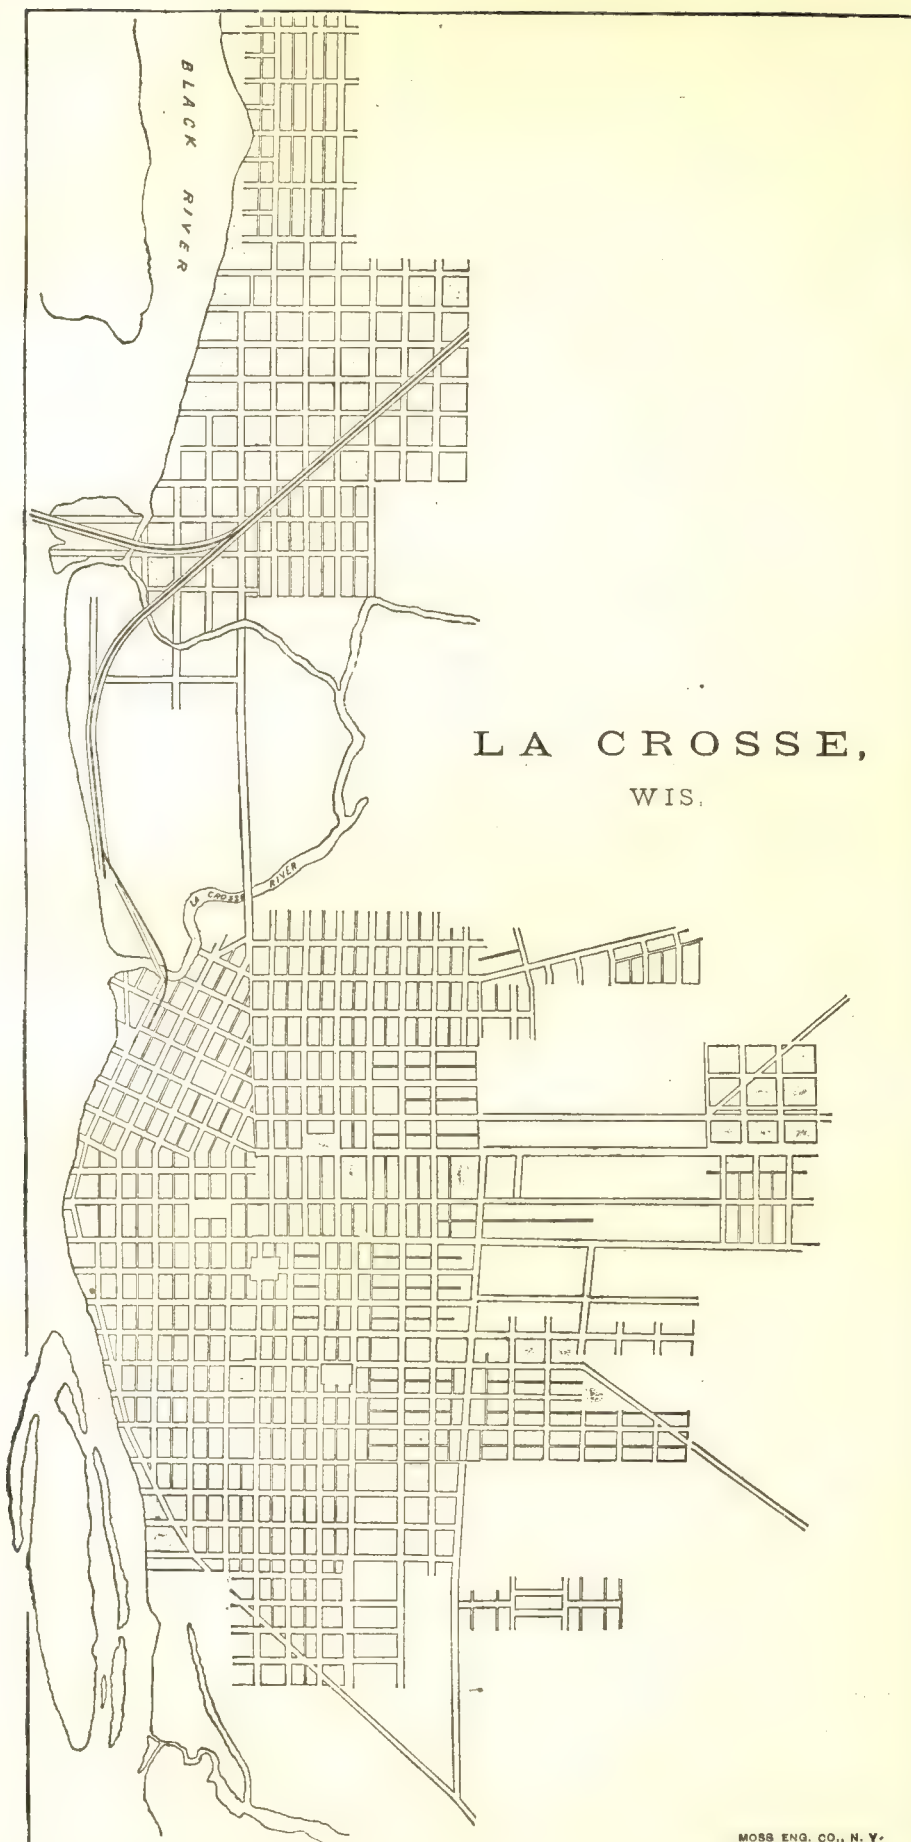 BLACK RIVER
LA CROSSE,
WIS.
LA CROSSE RIVER
MOSS ENG. CO., N. Y.